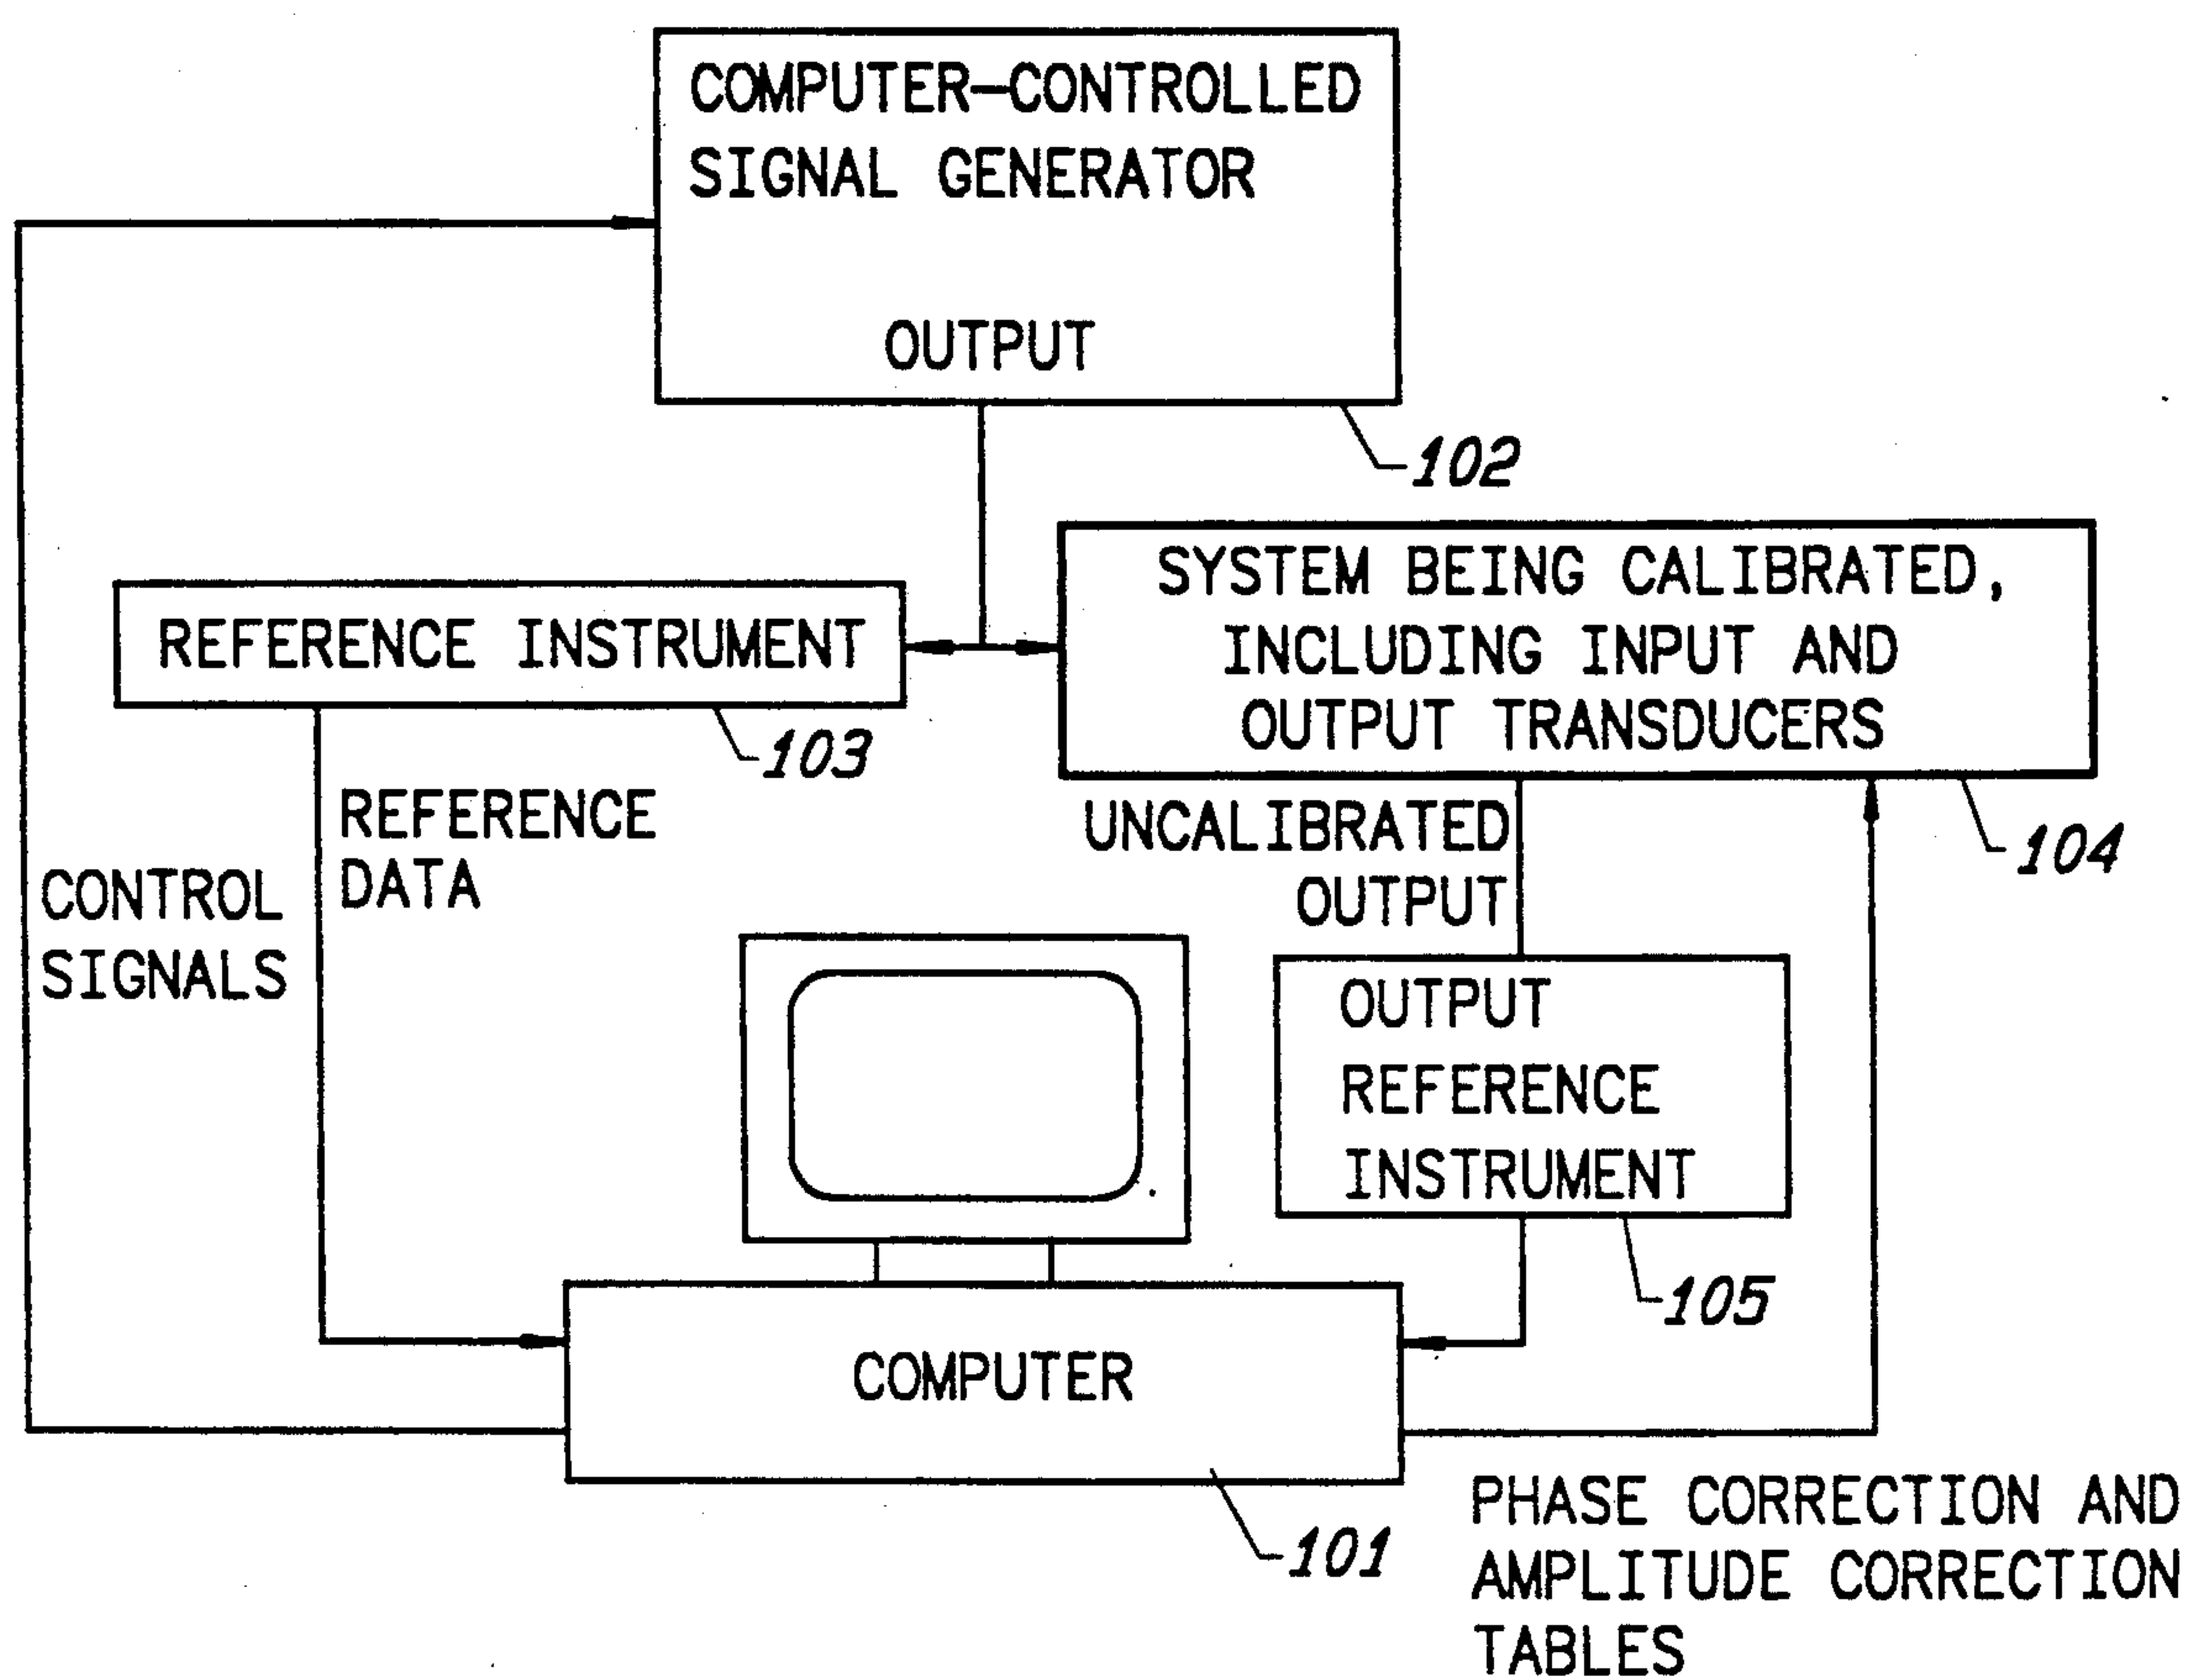 COMPUTER-CONTROLLED
SIGNAL GENERATOR
OUTPUT
102
SYSTEM BEING CALIBRATED,
INCLUDING INPUT AND
OUTPUT TRANSDUCERS
104
REFERENCE INSTRUMENT
103
REFERENCE
DATA
CONTROL
SIGNALS
UNCALIBRATED
OUTPUT
OUTPUT
REFERENCE
INSTRUMENT
105
COMPUTER
101
PHASE CORRECTION AND
AMPLITUDE CORRECTION
TABLES